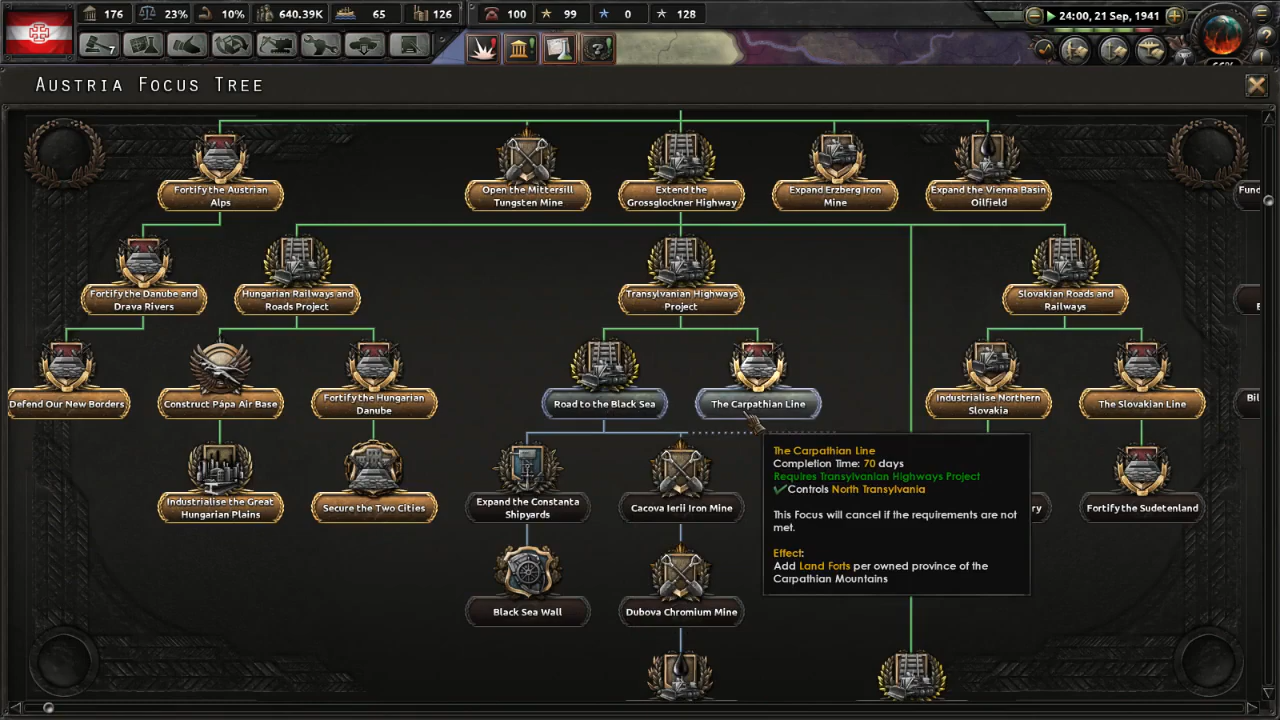 176
23%
10%
640.39K
65
126
100
99
0
128
24:00, 21 Sep, 1941
7
66%
Austria Focus Tree
Fortify the Austrian
Alps
Open the Mittersill
Tungsten Mine
Extend the
Grossglockner Highway
Expand Erzberg Iron
Mine
Expand the Vienna Basin
Oilfield
Fund
Fortify the Danube and
Drava Rivers
Hungarian Railways and
Roads Project
Transylvanian Highways
Project
Slovakian Roads and
Railways
Defend Our New Borders
Construct Pápa Air Base
Fortify the Hungarian
Danube
Road to the Black Sea
The Carpathian Line
Industrialise Northern
Slovakia
The Slovakian Line
Bil
Industrialise the Great
Hungarian Plains
Secure the Two Cities
Expand the Constanta
Shipyards
Cacova Ierii Iron Mine
ry
Fortify the Sudetenland
The Carpathian Line
Completion Time: 70 days
Requires Transylvanian Highways Project
✓Controls North Transylvania
This Focus will cancel if the requirements are not
met.
Effect:
Add Land Forts per owned province of the
Carpathian Mountains
Black Sea Wall
Dubova Chromium Mine